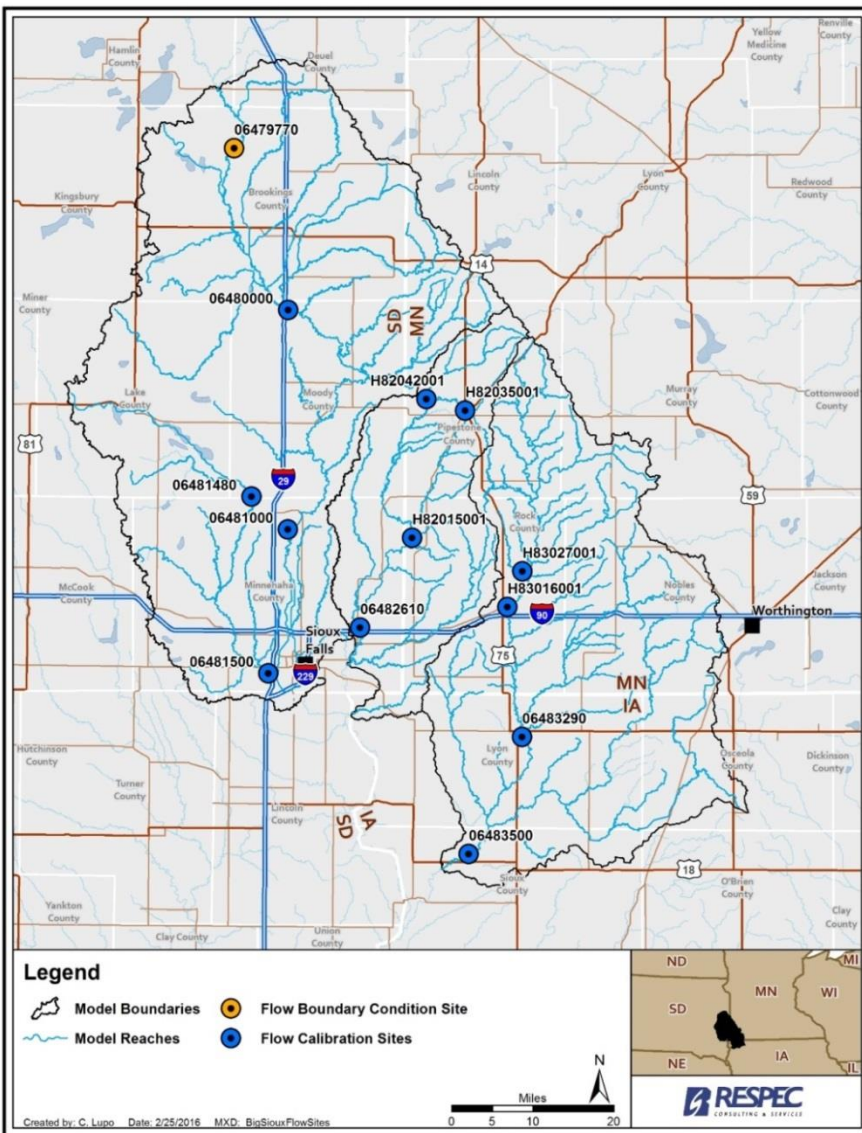 Hamlin
County
Deuel
County
Renville
County
Yellow
Medicine
County
06479770
Kingsbury
County
Brookings
County
Lincoln
County
Lyon
County
Redwood
County
14
06480000
Miner
County
SD
MN
H82042001
H82035001
Lake
County
Moody
County
Pipestone
County
Murray
County
Cottonwood
County
81
29
06481480
59
06481000
H82015001
Rock
County
H83027001
McCook
County
Minnehaha
County
H83016001
Nobles
County
Jackson
County
06482610
90
Worthington
Sioux
Falls
06481500
229
75
MN
IA
06483290
Hutchinson
County
Lyon
County
Osceola
County
Dickinson
County
Turner
County
Lincoln
County
IA
SD
06483500
18
Sioux
County
O'Brien
County
Yankton
County
Clay County
Union
County
Clay
County
Legend
Model Boundaries
Flow Boundary Condition Site
Model Reaches
Flow Calibration Sites
N
Miles
0 5 10 20
Created by: C. Lupo Date: 2/25/2016 MXD: BigSiouxFlowSites
ND
MN
MI
SD
WI
NE
IA
IL
RESPEC
CONSULTING & SERVICES